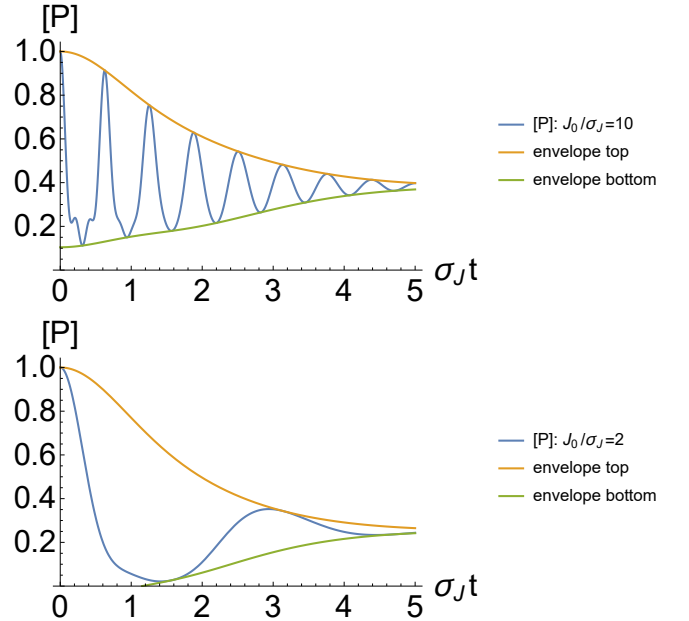 [P]
1.0
0.8
0.6
0.4
0.2
0 1 2 3 4 5
σJ t
[P]: J0/σJ=10
envelope top
envelope bottom
[P]
1.0
0.8
0.6
0.4
0.2
0 1 2 3 4 5
σJ t
[P]: J0/σJ=2
envelope top
envelope bottom